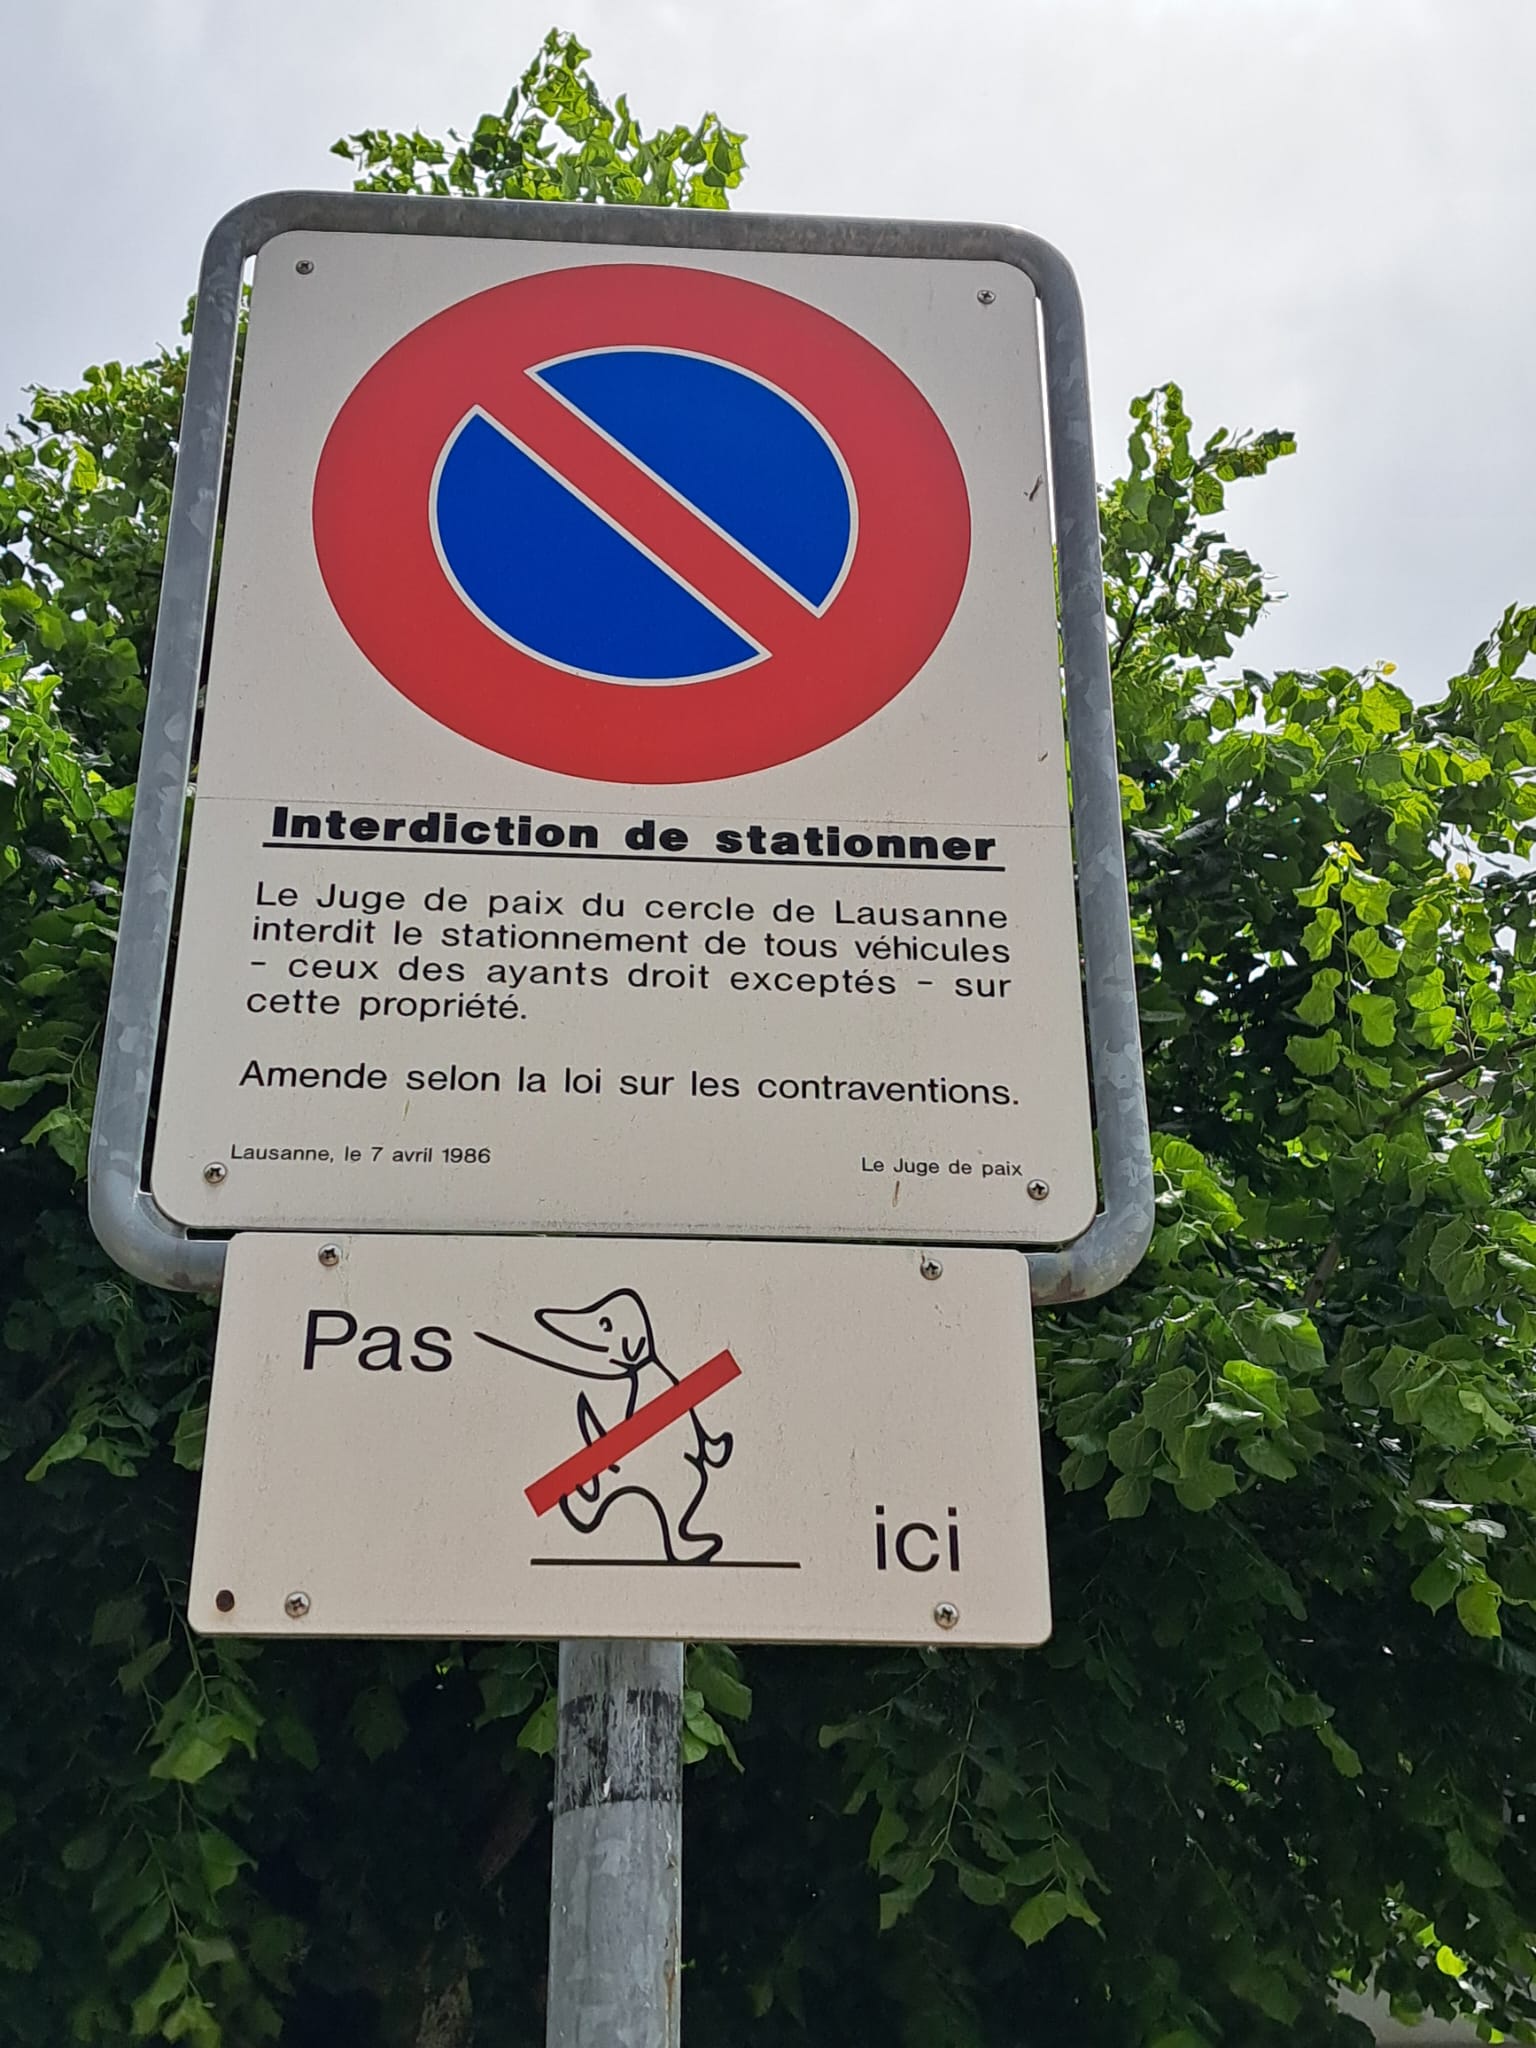 Interdiction de stationner
Le Juge de paix du cercle de Lausanne
interdit le stationnement de tous véhicules
- ceux des ayants droit exceptés - sur
cette propriété.
Amende selon la loi sur les contraventions.
Lausanne, le 7 avril 1986
Le Juge de paix
Pas
ici